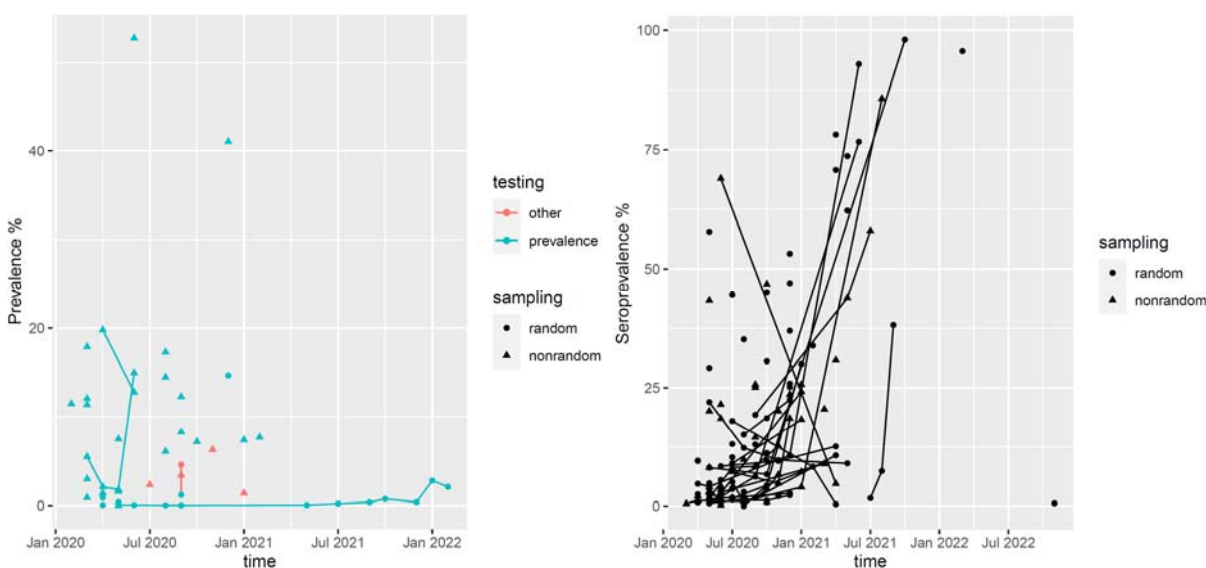 Prevalence %
40
20
0
Jan 2020
Jul 2020
Jan 2021
Jul 2021
Jan 2022
time
testing
other
prevalence
sampling
random
nonrandom
Seroprevalence %
100
75
50
25
0
Jan 2020
Jul 2020
Jan 2021
Jul 2021
Jan 2022
Jul 2022
time
sampling
random
nonrandom